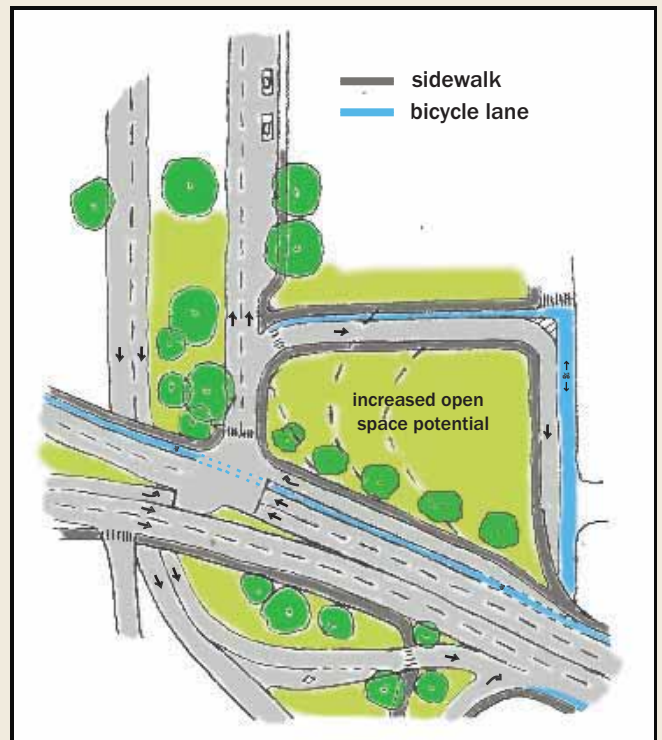 sidewalk
bicycle lane
increased open
space potential